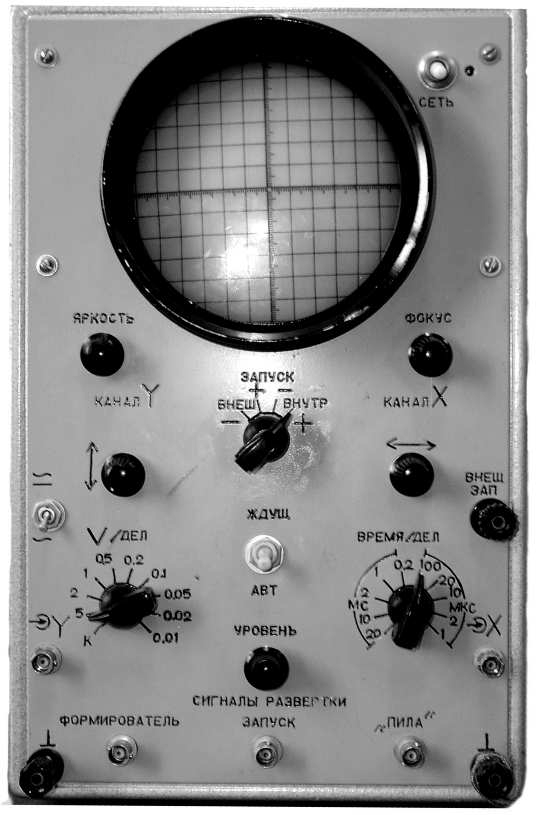 СЕТЬ
ЯРКОСТЬ
ФОКУС
ЗАПУСК
+ −
ВНЕШ ВНУТР
− +
КАНАЛ Y
КАНАЛ X
ВНЕШ
ЗАП
ЖДУЩ
V/ДЕЛ
0,5 0,2
1 0,1
2 0,05
5 0,02
К 0,01
ВРЕМЯ/ДЕЛ
1 0,2 100
20
2 10
МС МКС
10 2
20 1
АВТ
Y
X
УРОВЕНЬ
СИГНАЛЫ РАЗВЕРТКИ
ФОРМИРОВАТЕЛЬ
ЗАПУСК
"ПИЛА"